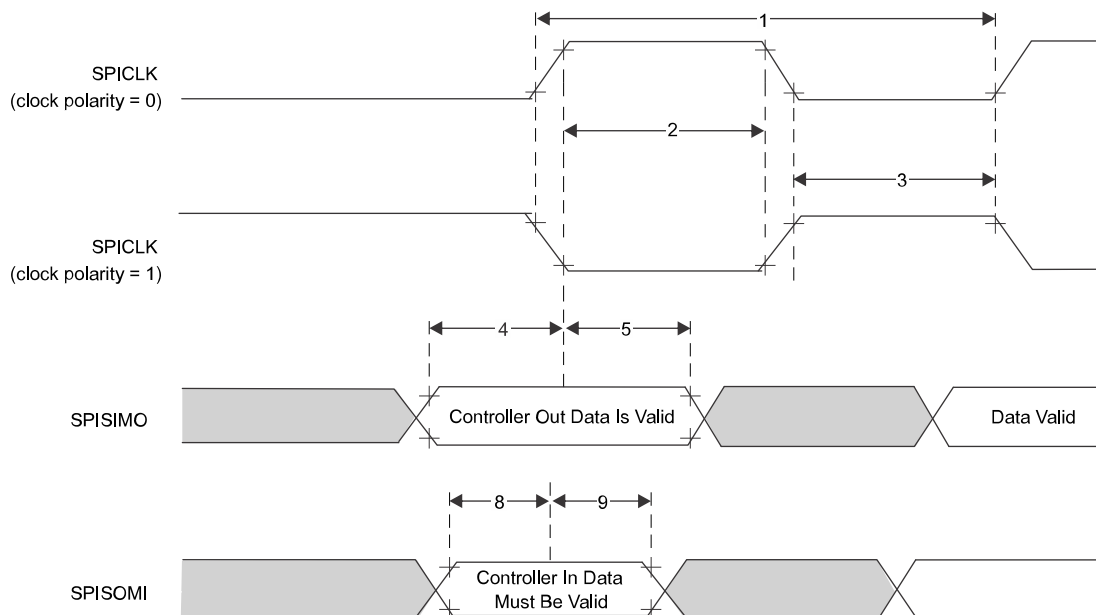 1
SPICLK
(clock polarity = 0)
2
3
SPICLK
(clock polarity = 1)
4
5
SPISIMO
Controller Out Data Is Valid
Data Valid
8
9
SPISOMI
Controller In Data
Must Be Valid